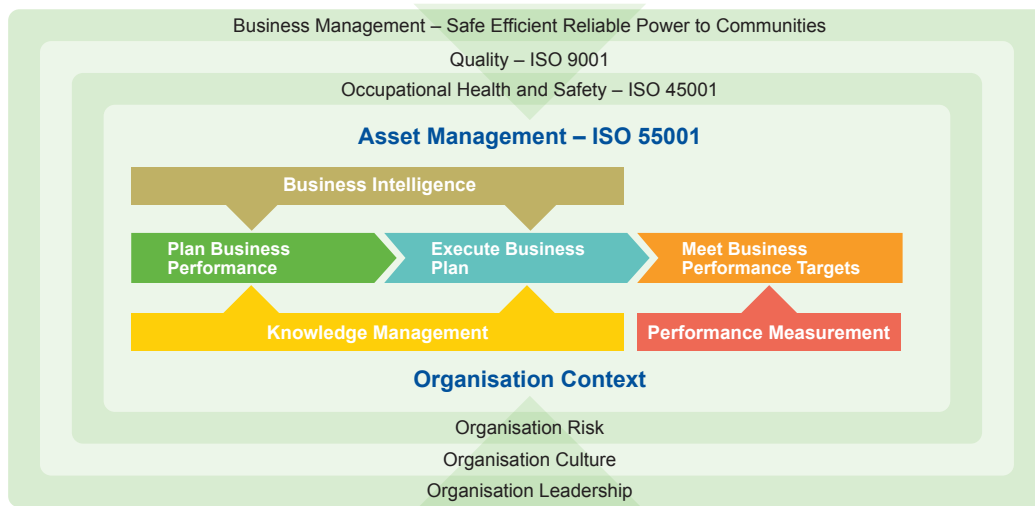 Business Management – Safe Efficient Reliable Power to Communities
Quality – ISO 9001
Occupational Health and Safety – ISO 45001
Asset Management – ISO 55001
Business Intelligence
Plan Business
Performance
Execute Business
Plan
Meet Business
Performance Targets
Knowledge Management
Performance Measurement
Organisation Context
Organisation Risk
Organisation Culture
Organisation Leadership